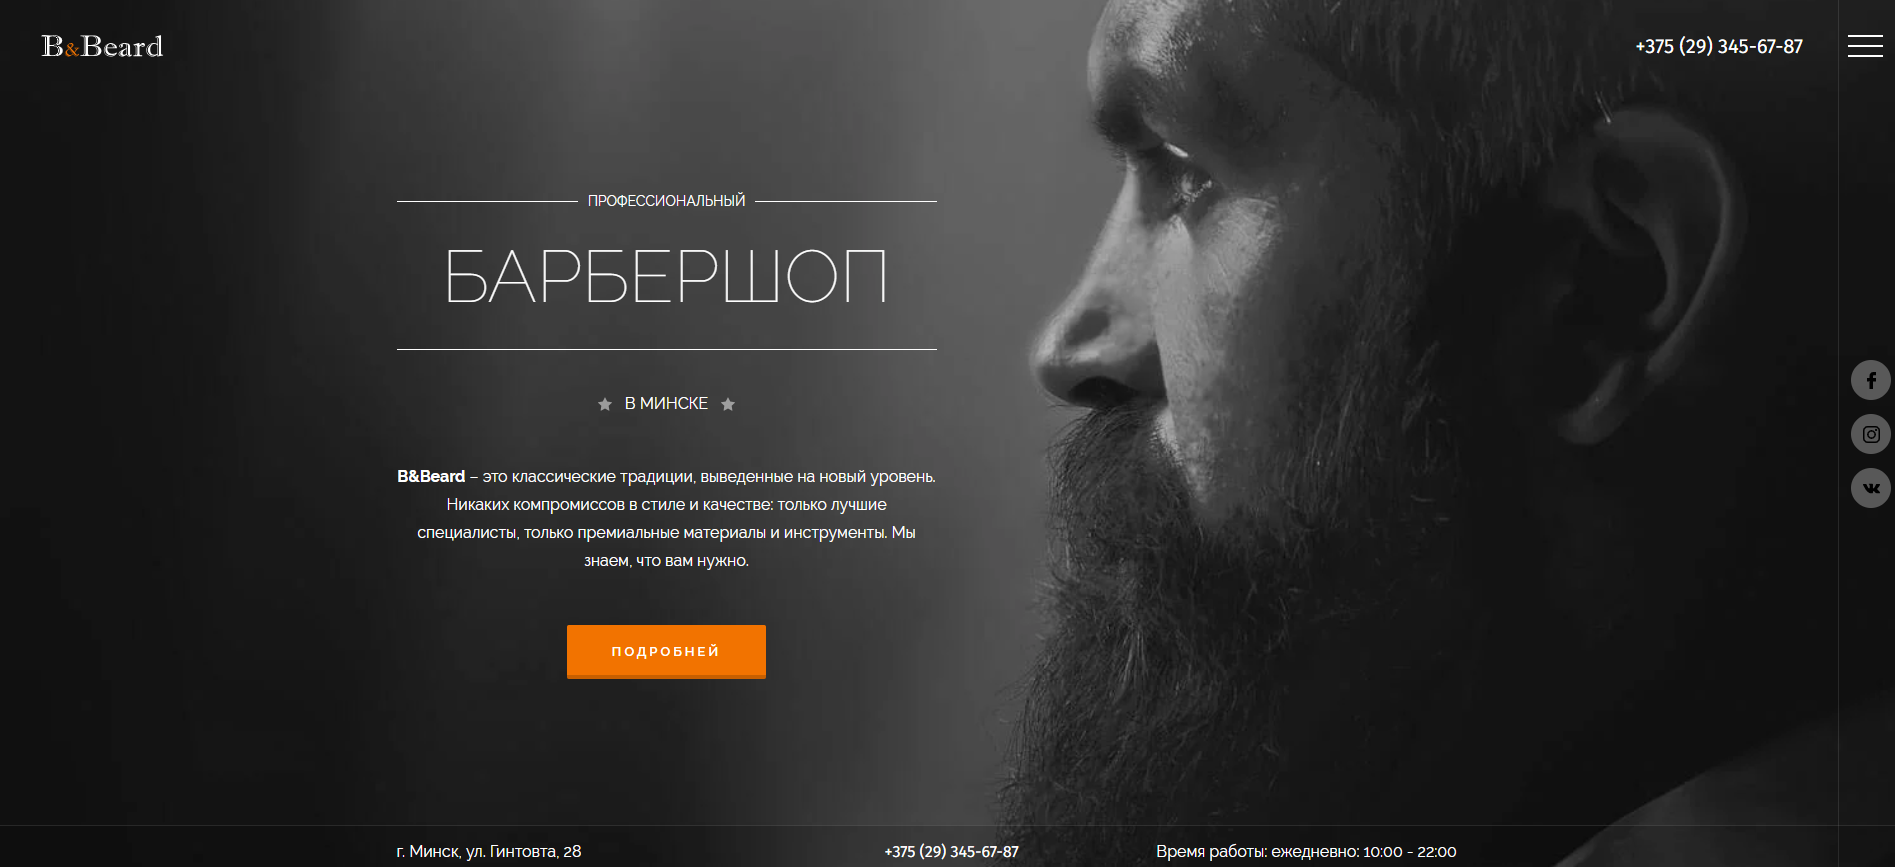 B&Beard
+375 (29) 345-67-87
ПРОФЕССИОНАЛЬНЫЙ
БАРБЕРШОП
В МИНСКЕ
B&Beard – это классические традиции, выведенные на новый уровень.
Никаких компромиссов в стиле и качестве: только лучшие
специалисты, только премиальные материалы и инструменты. Мы
знаем, что вам нужно.
ПОДРОБНЕЙ
г. Минск, ул. Гинтовта, 28
+375 (29) 345-67-87
Время работы: ежедневно: 10:00 - 22:00